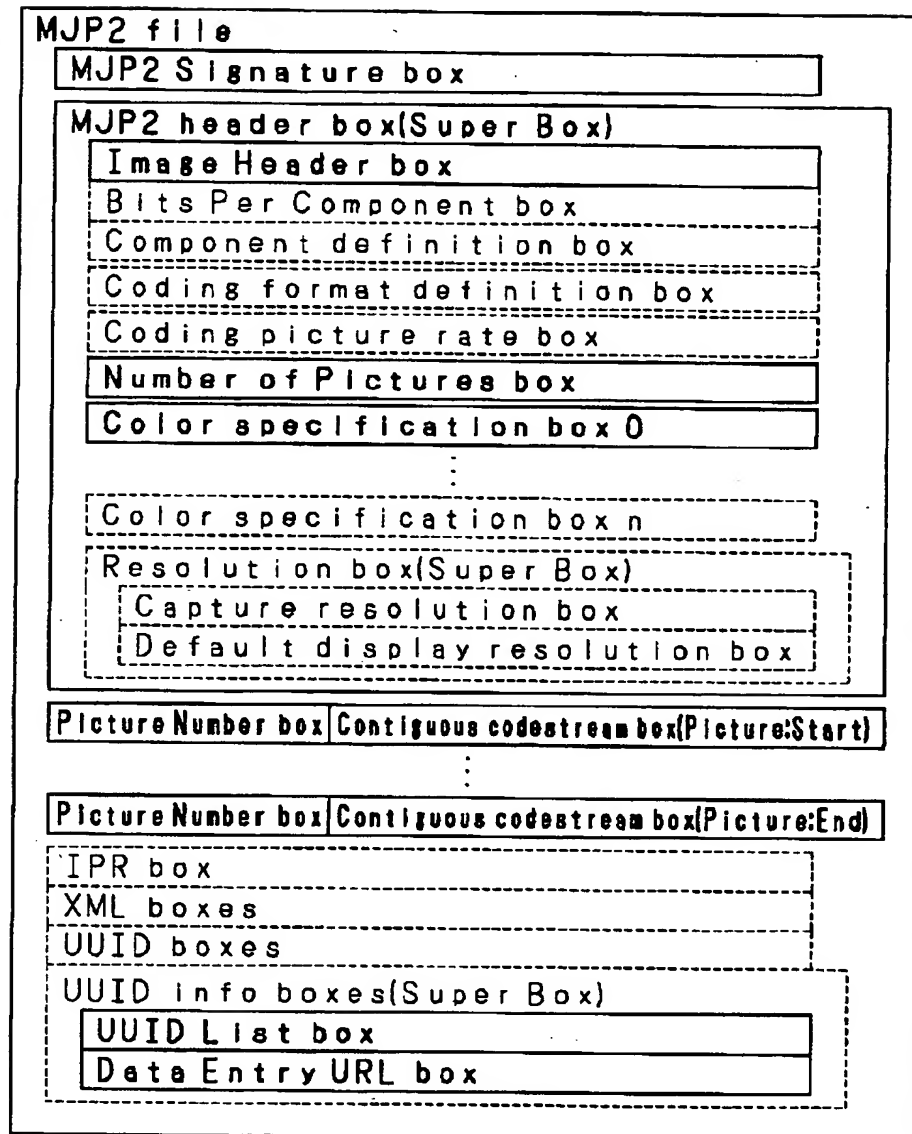 MJP2 file
MJP2 Signature box
MJP2 header box(Super Box)
Image Header box
Bits Per Component box
Component definition box
Coding format definition box
Coding picture rate box
Number of Pictures box
Color specification box 0
Color specification box n
Resolution box(Super Box)
Capture resolution box
Default display resolution box
Picture Number box Contiguous codestream box(Picture:Start)
Picture Number box Contiguous codestream box(Picture:End)
IPR box
XML boxes
UUID boxes
UUID info boxes(Super Box)
UUID List box
Data Entry URL box